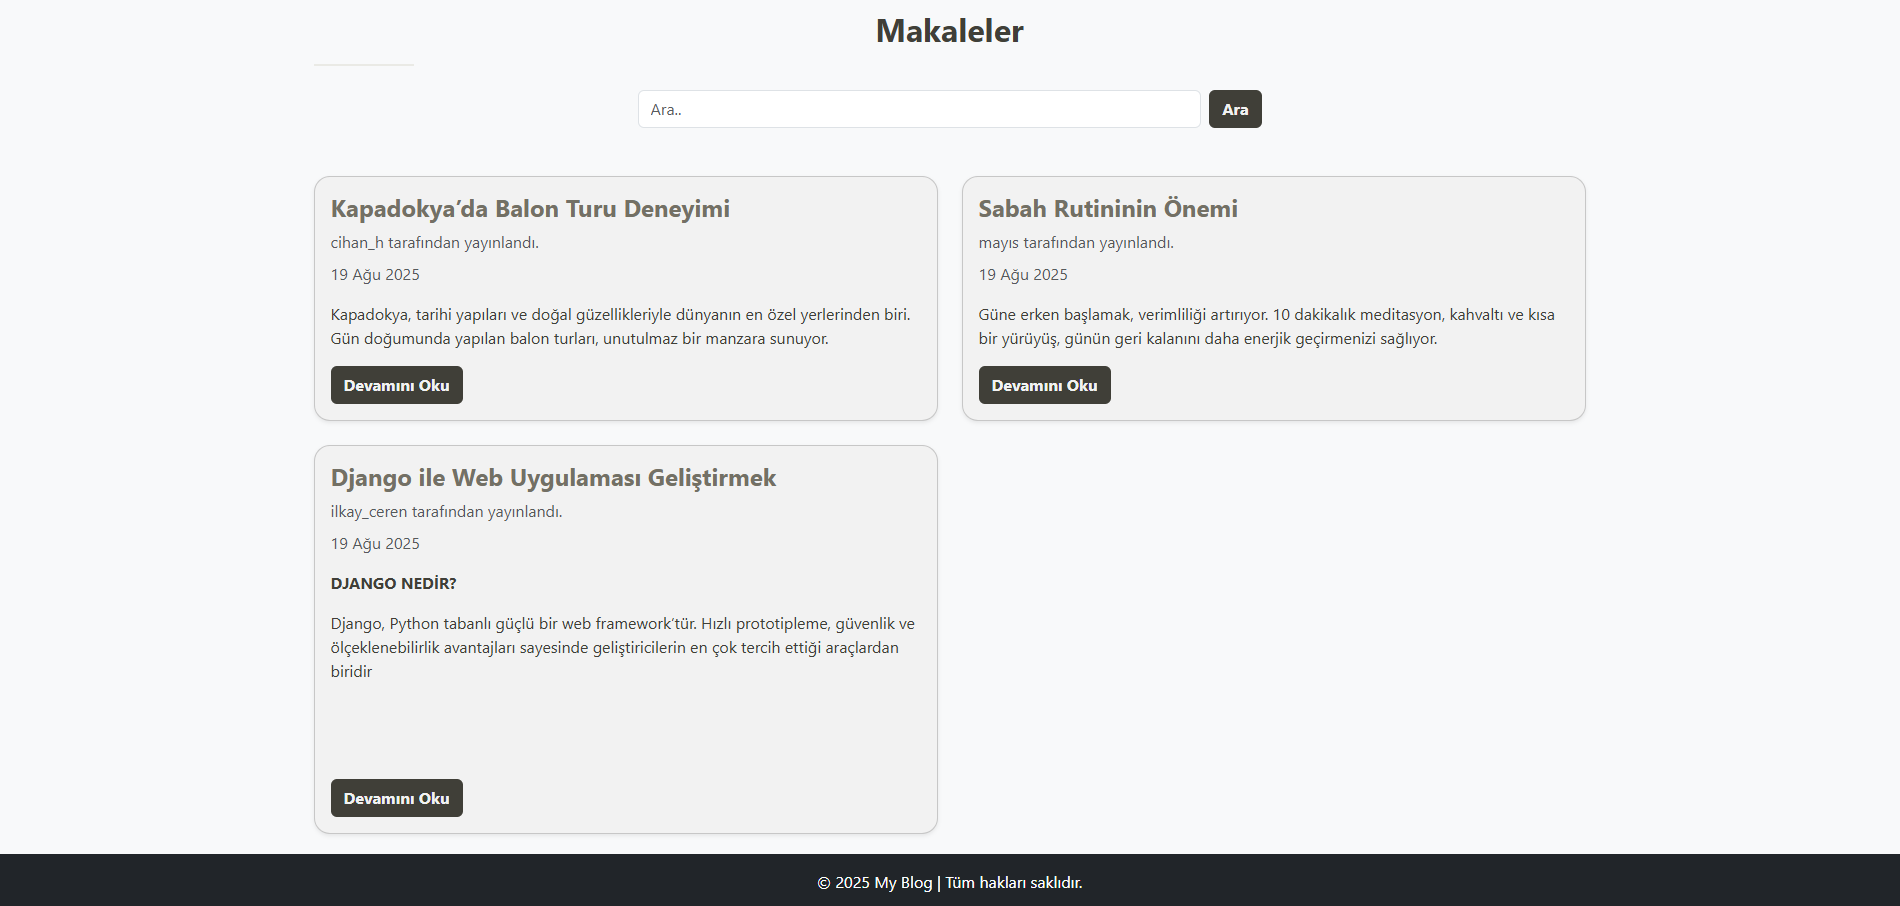 Makaleler
Ara..
Ara
Kapadokya’da Balon Turu Deneyimi
cihan_h tarafından yayınlandı.
19 Ağu 2025
Kapadokya, tarihi yapıları ve doğal güzellikleriyle dünyanın en özel yerlerinden biri.
Gün doğumunda yapılan balon turları, unutulmaz bir manzara sunuyor.
Devamını Oku
Sabah Rutininin Önemi
mayıs tarafından yayınlandı.
19 Ağu 2025
Güne erken başlamak, verimliliği artırıyor. 10 dakikalık meditasyon, kahvaltı ve kısa
bir yürüyüş, günün geri kalanını daha enerjik geçirmenizi sağlıyor.
Devamını Oku
Django ile Web Uygulaması Geliştirmek
ilkay_ceren tarafından yayınlandı.
19 Ağu 2025
DJANGO NEDİR?
Django, Python tabanlı güçlü bir web framework’tür. Hızlı prototipleme, güvenlik ve
ölçeklenebilirlik avantajları sayesinde geliştiricilerin en çok tercih ettiği araçlardan
biridir
Devamını Oku
© 2025 My Blog | Tüm hakları saklıdır.